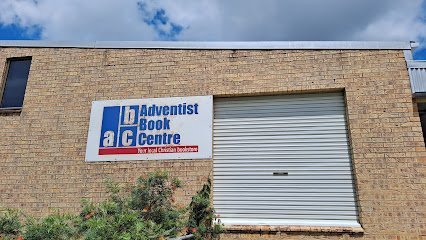 abc
Adventist
Book
Centre
Your local Christian bookstore